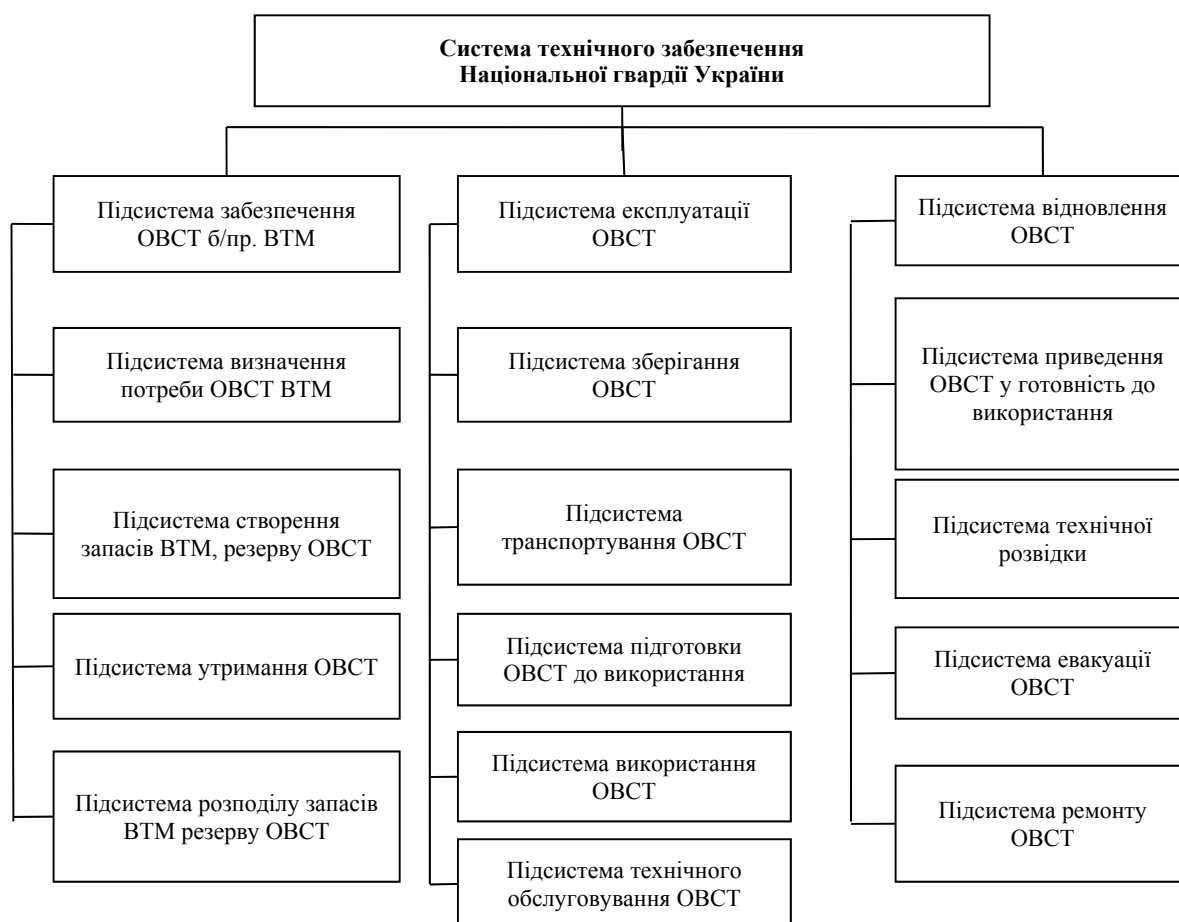 Система технічного забезпечення
Національної гвардії України
Підсистема забезпечення
ОВСТ б/пр. ВТМ
Підсистема визначення
потреби ОВСТ ВТМ
Підсистема створення
запасів ВТМ, резерву ОВСТ
Підсистема утримання ОВСТ
Підсистема розподілу запасів
ВТМ резерву ОВСТ
Підсистема експлуатації
ОВСТ
Підсистема зберігання
ОВСТ
Підсистема
транспортування ОВСТ
Підсистема підготовки
ОВСТ до використання
Підсистема використання
ОВСТ
Підсистема технічного
обслуговування ОВСТ
Підсистема відновлення
ОВСТ
Підсистема приведення
ОВСТ у готовність до
використання
Підсистема технічної
розвідки
Підсистема евакуації
ОВСТ
Підсистема ремонту
ОВСТ